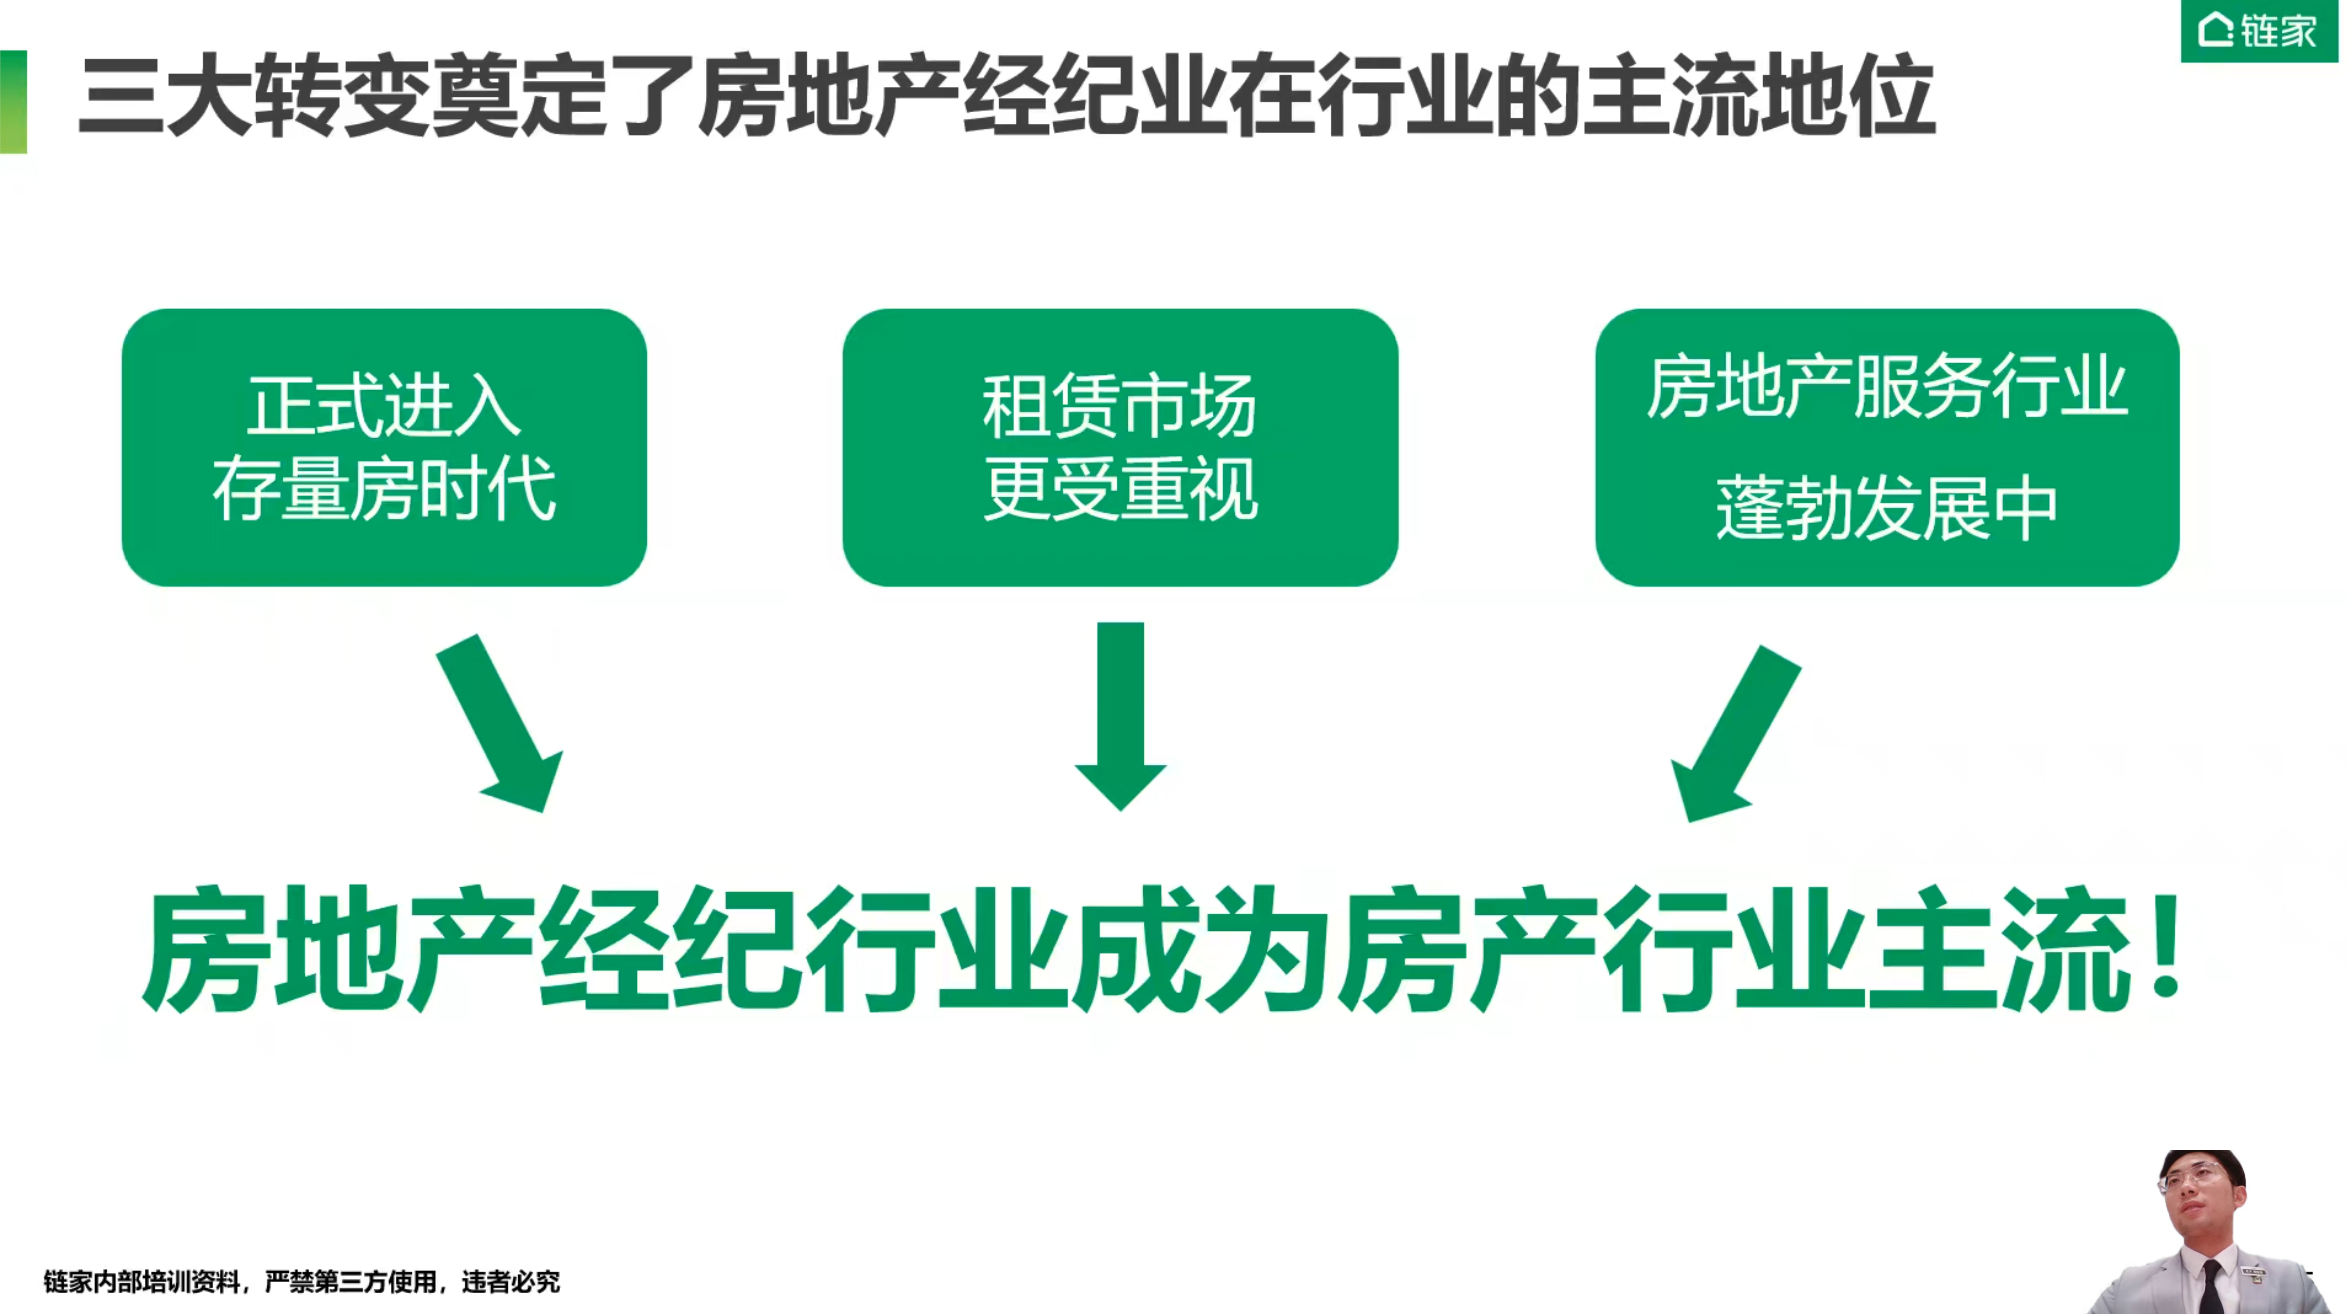 链家
三大转变奠定了房地产经纪业在行业的主流地位
正式进入
存量房时代
租赁市场
更受重视
房地产服务行业
蓬勃发展中
房地产经纪行业成为房产行业主流！
链家内部培训资料，严禁第三方使用，违者必究